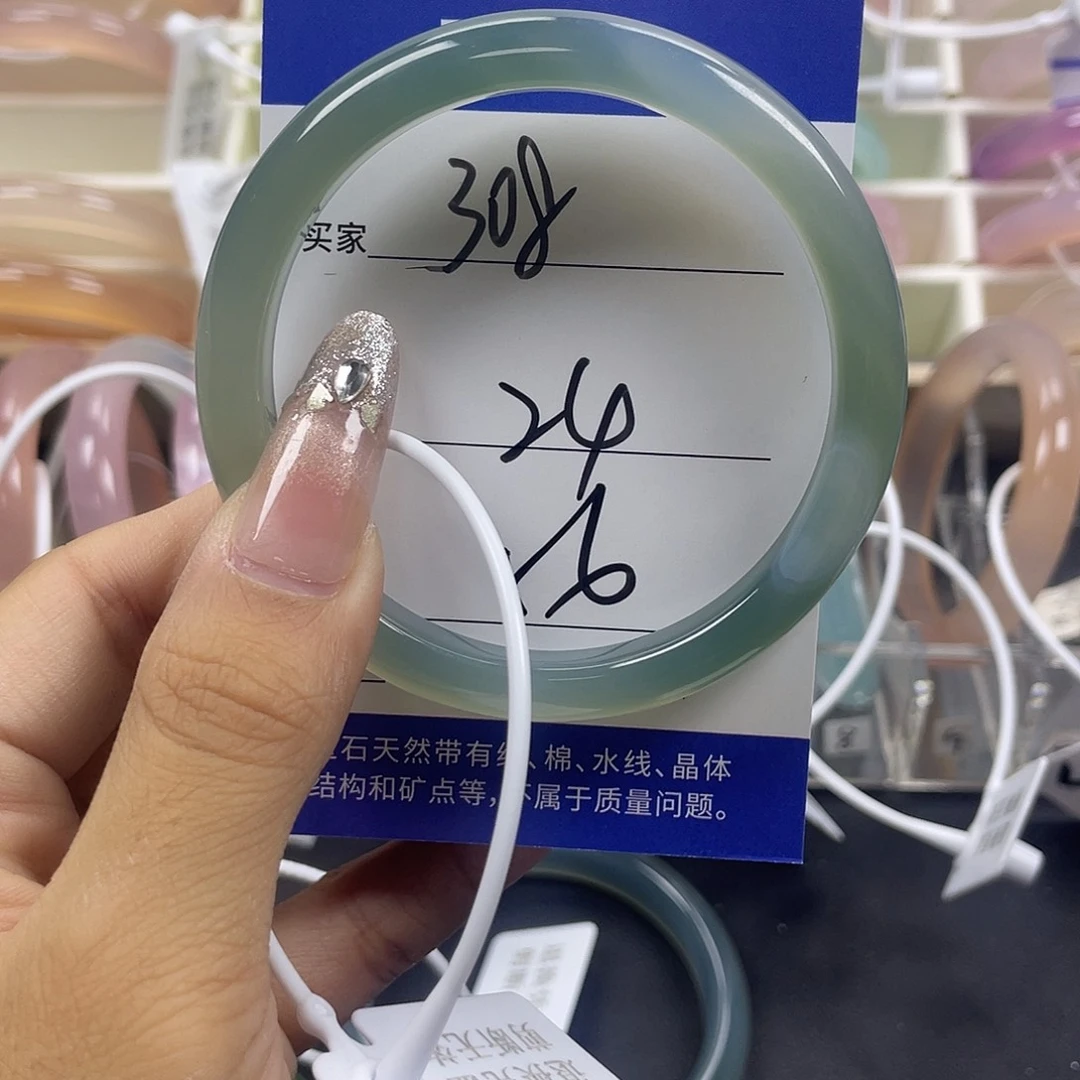 买家 308
24
16
石天然带有纹、棉、水线、晶体
结构和矿点等，不属于质量问题。